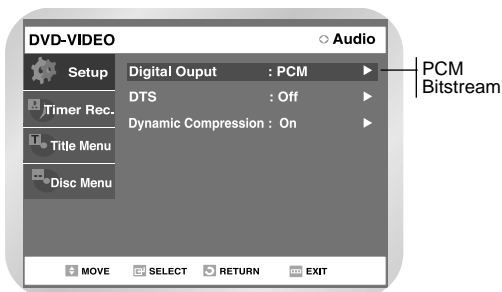 DVD-VIDEO Audio
Setup
Timer Rec.
Title Menu
Disc Menu
Digital Ouput : PCM
DTS : Off
Dynamic Compression : On
PCM
Bitstream
MOVE SELECT RETURN EXIT